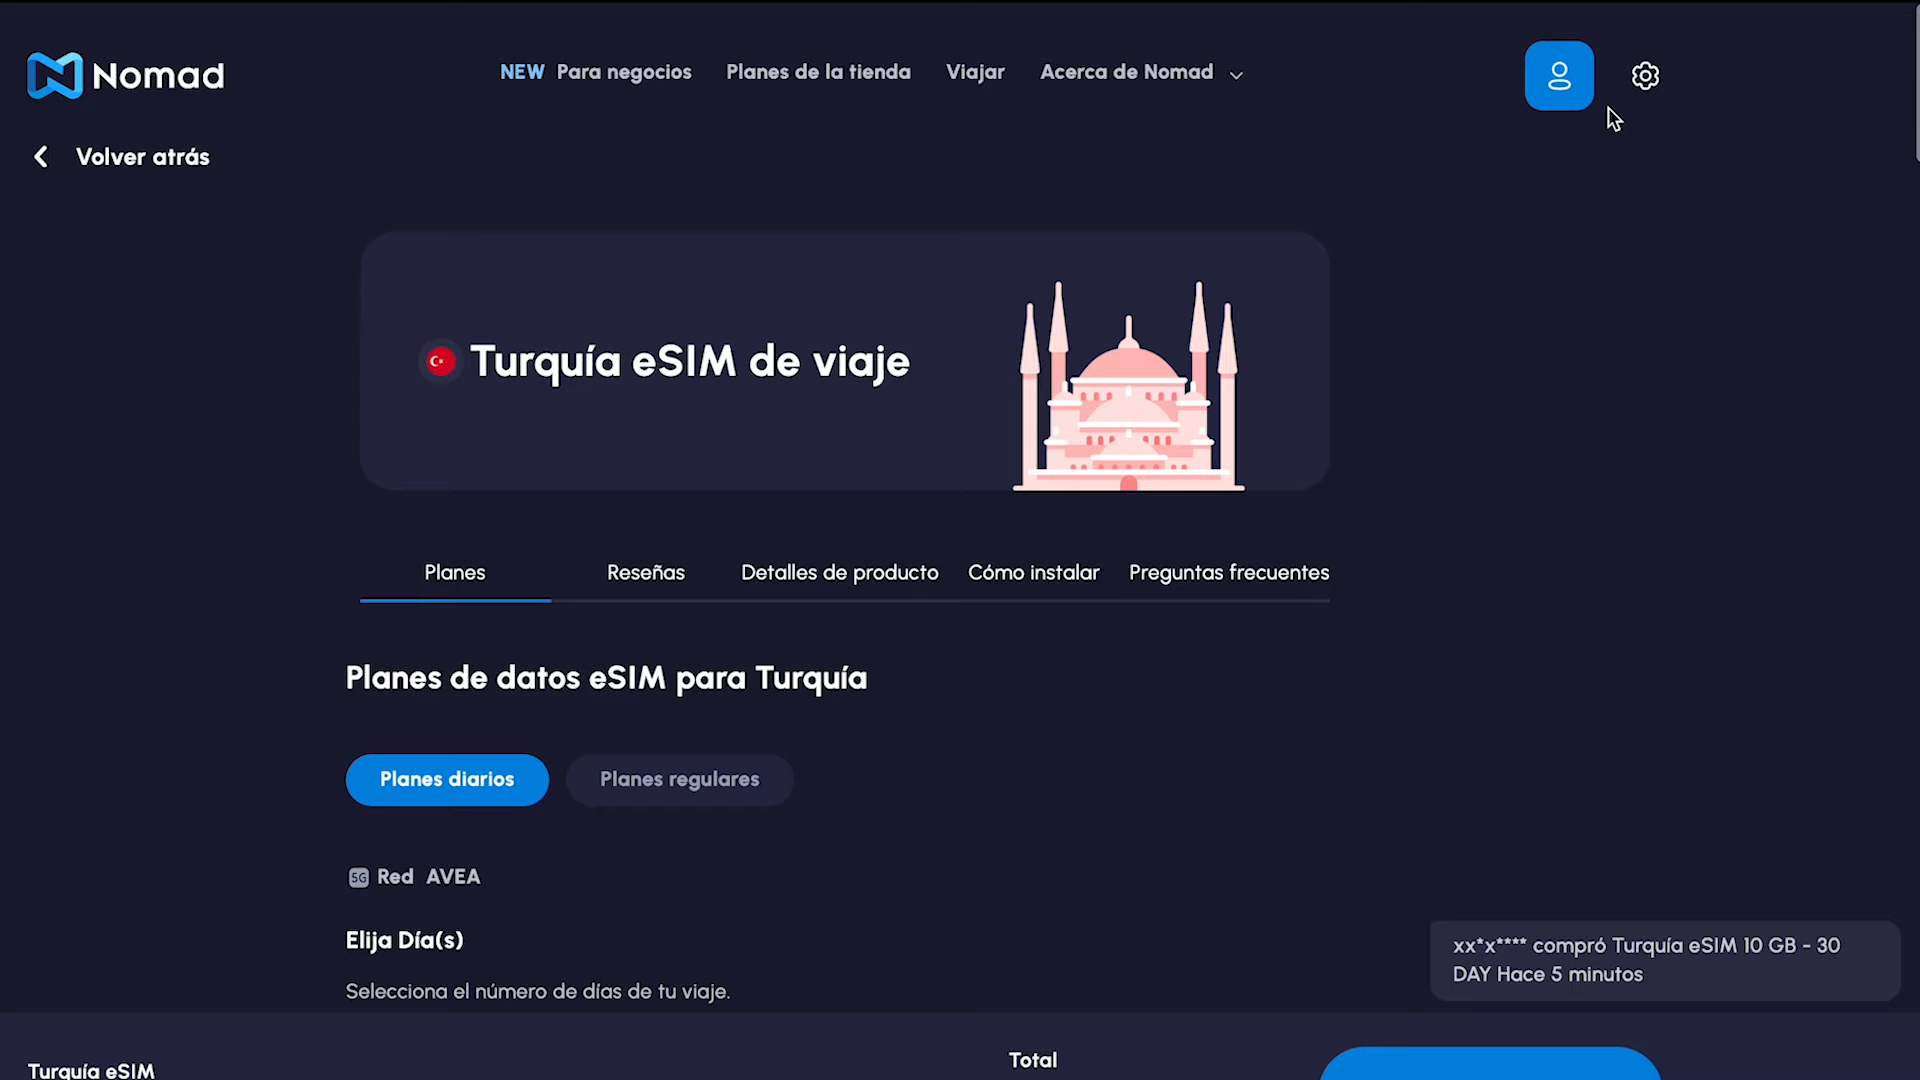 Nomad
NEW Para negocios
Planes de la tienda
Viajar
Acerca de Nomad
Volver atrás
Turquía eSIM de viaje
Planes
Reseñas
Detalles de producto
Cómo instalar
Preguntas frecuentes
Planes de datos eSIM para Turquía
Planes diarios
Planes regulares
5G Red AVEA
Elija Día(s)
Selecciona el número de días de tu viaje.
xx*x**** compró Turquía eSIM 10 GB - 30
DAY Hace 5 minutos
Turquía eSIM
Total